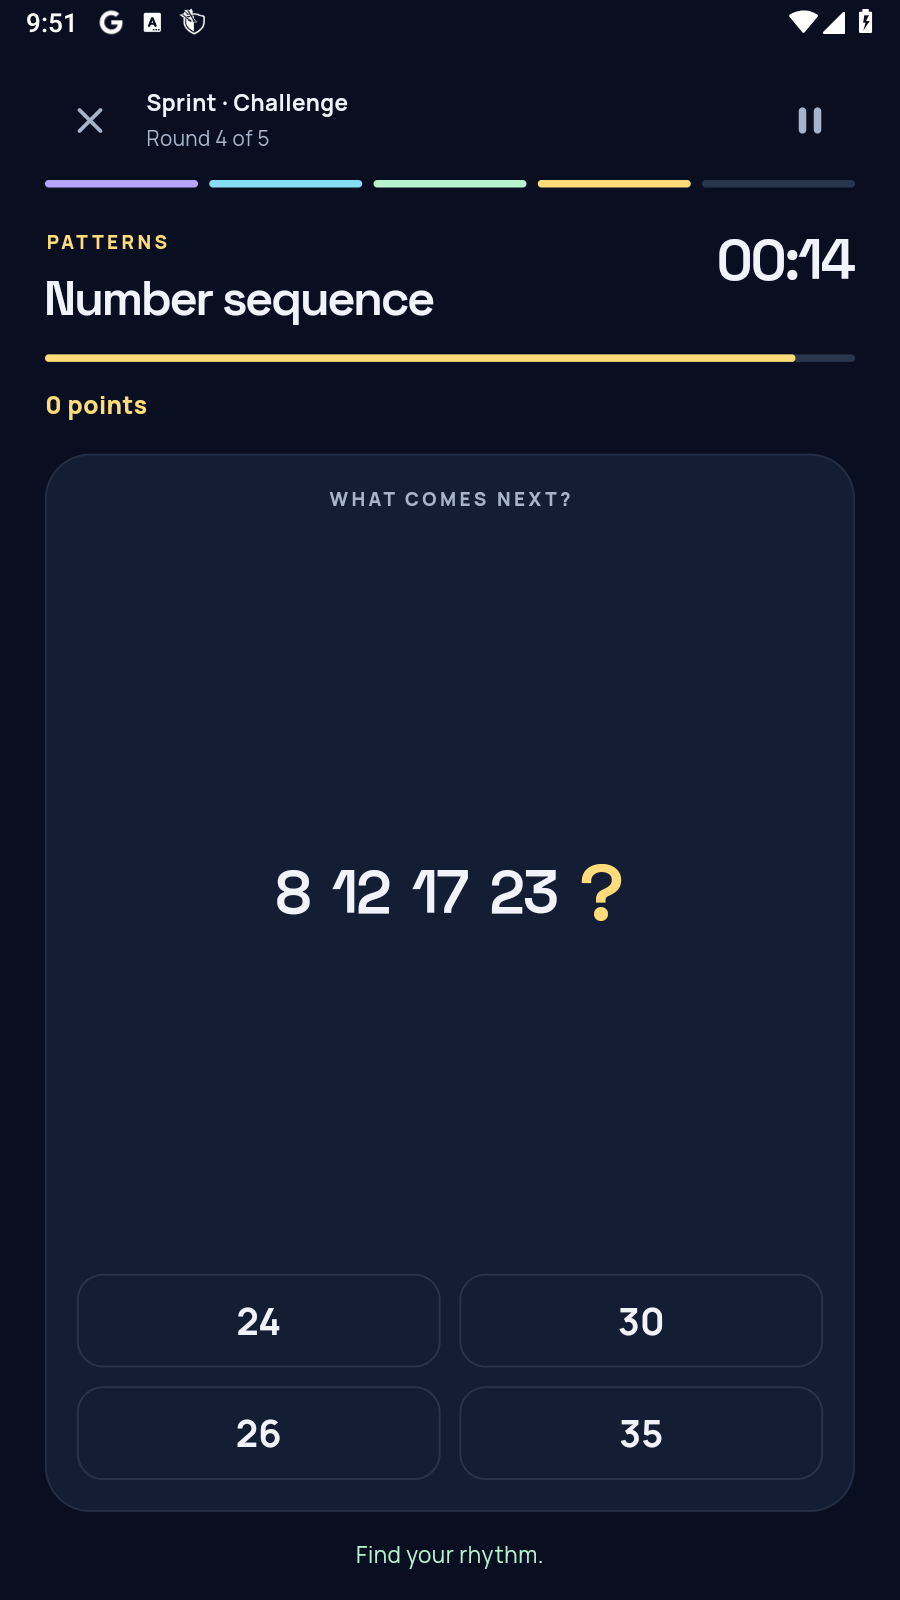 9:51
Sprint · Challenge
Round 4 of 5
PATTERNS
00:14
Number sequence
0 points
WHAT COMES NEXT?
8 12 17 23 ?
24 30
26 35
Find your rhythm.